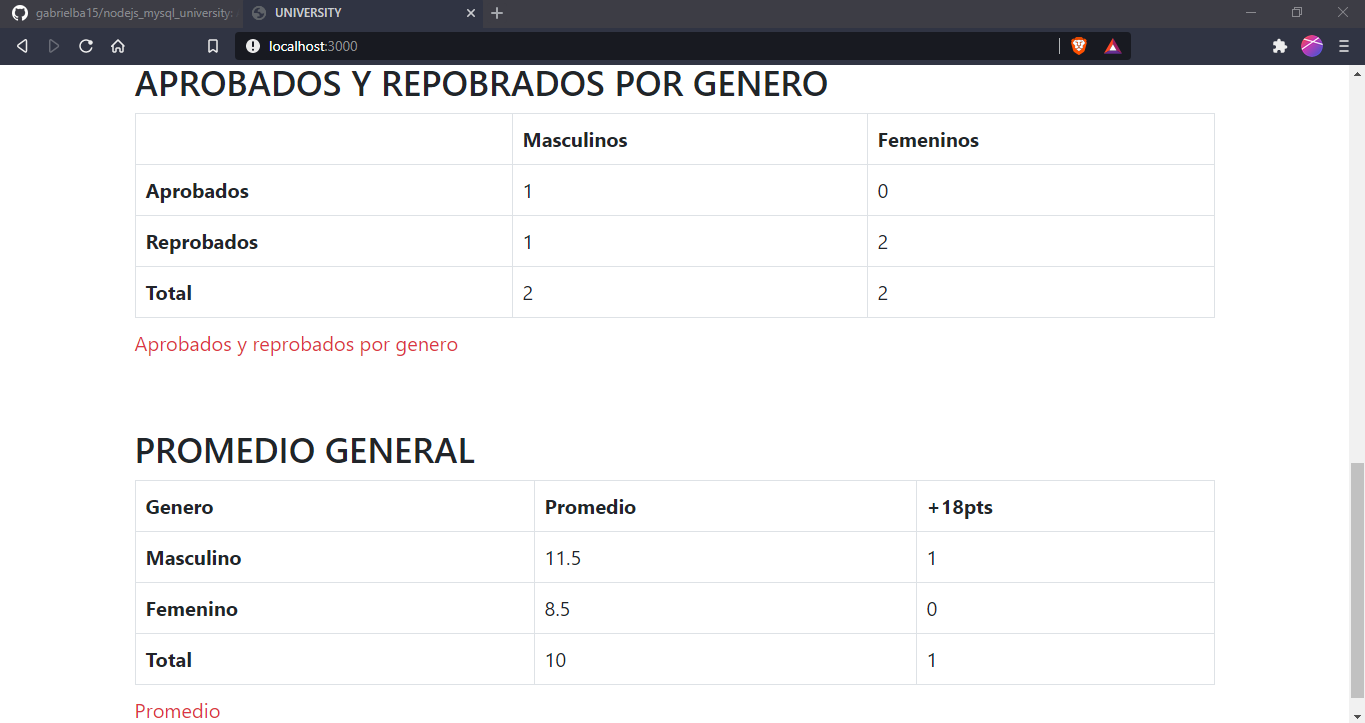 gabrielba15/nodejs_mysql_university:
UNIVERSITY
localhost:3000
APROBADOS Y REPOBRADOS POR GENERO
Masculinos Femeninos
Aprobados 1 0
Reprobados 1 2
Total 2 2
Aprobados y reprobados por genero
PROMEDIO GENERAL
Genero Promedio +18pts
Masculino 11.5 1
Femenino 8.5 0
Total 10 1
Promedio